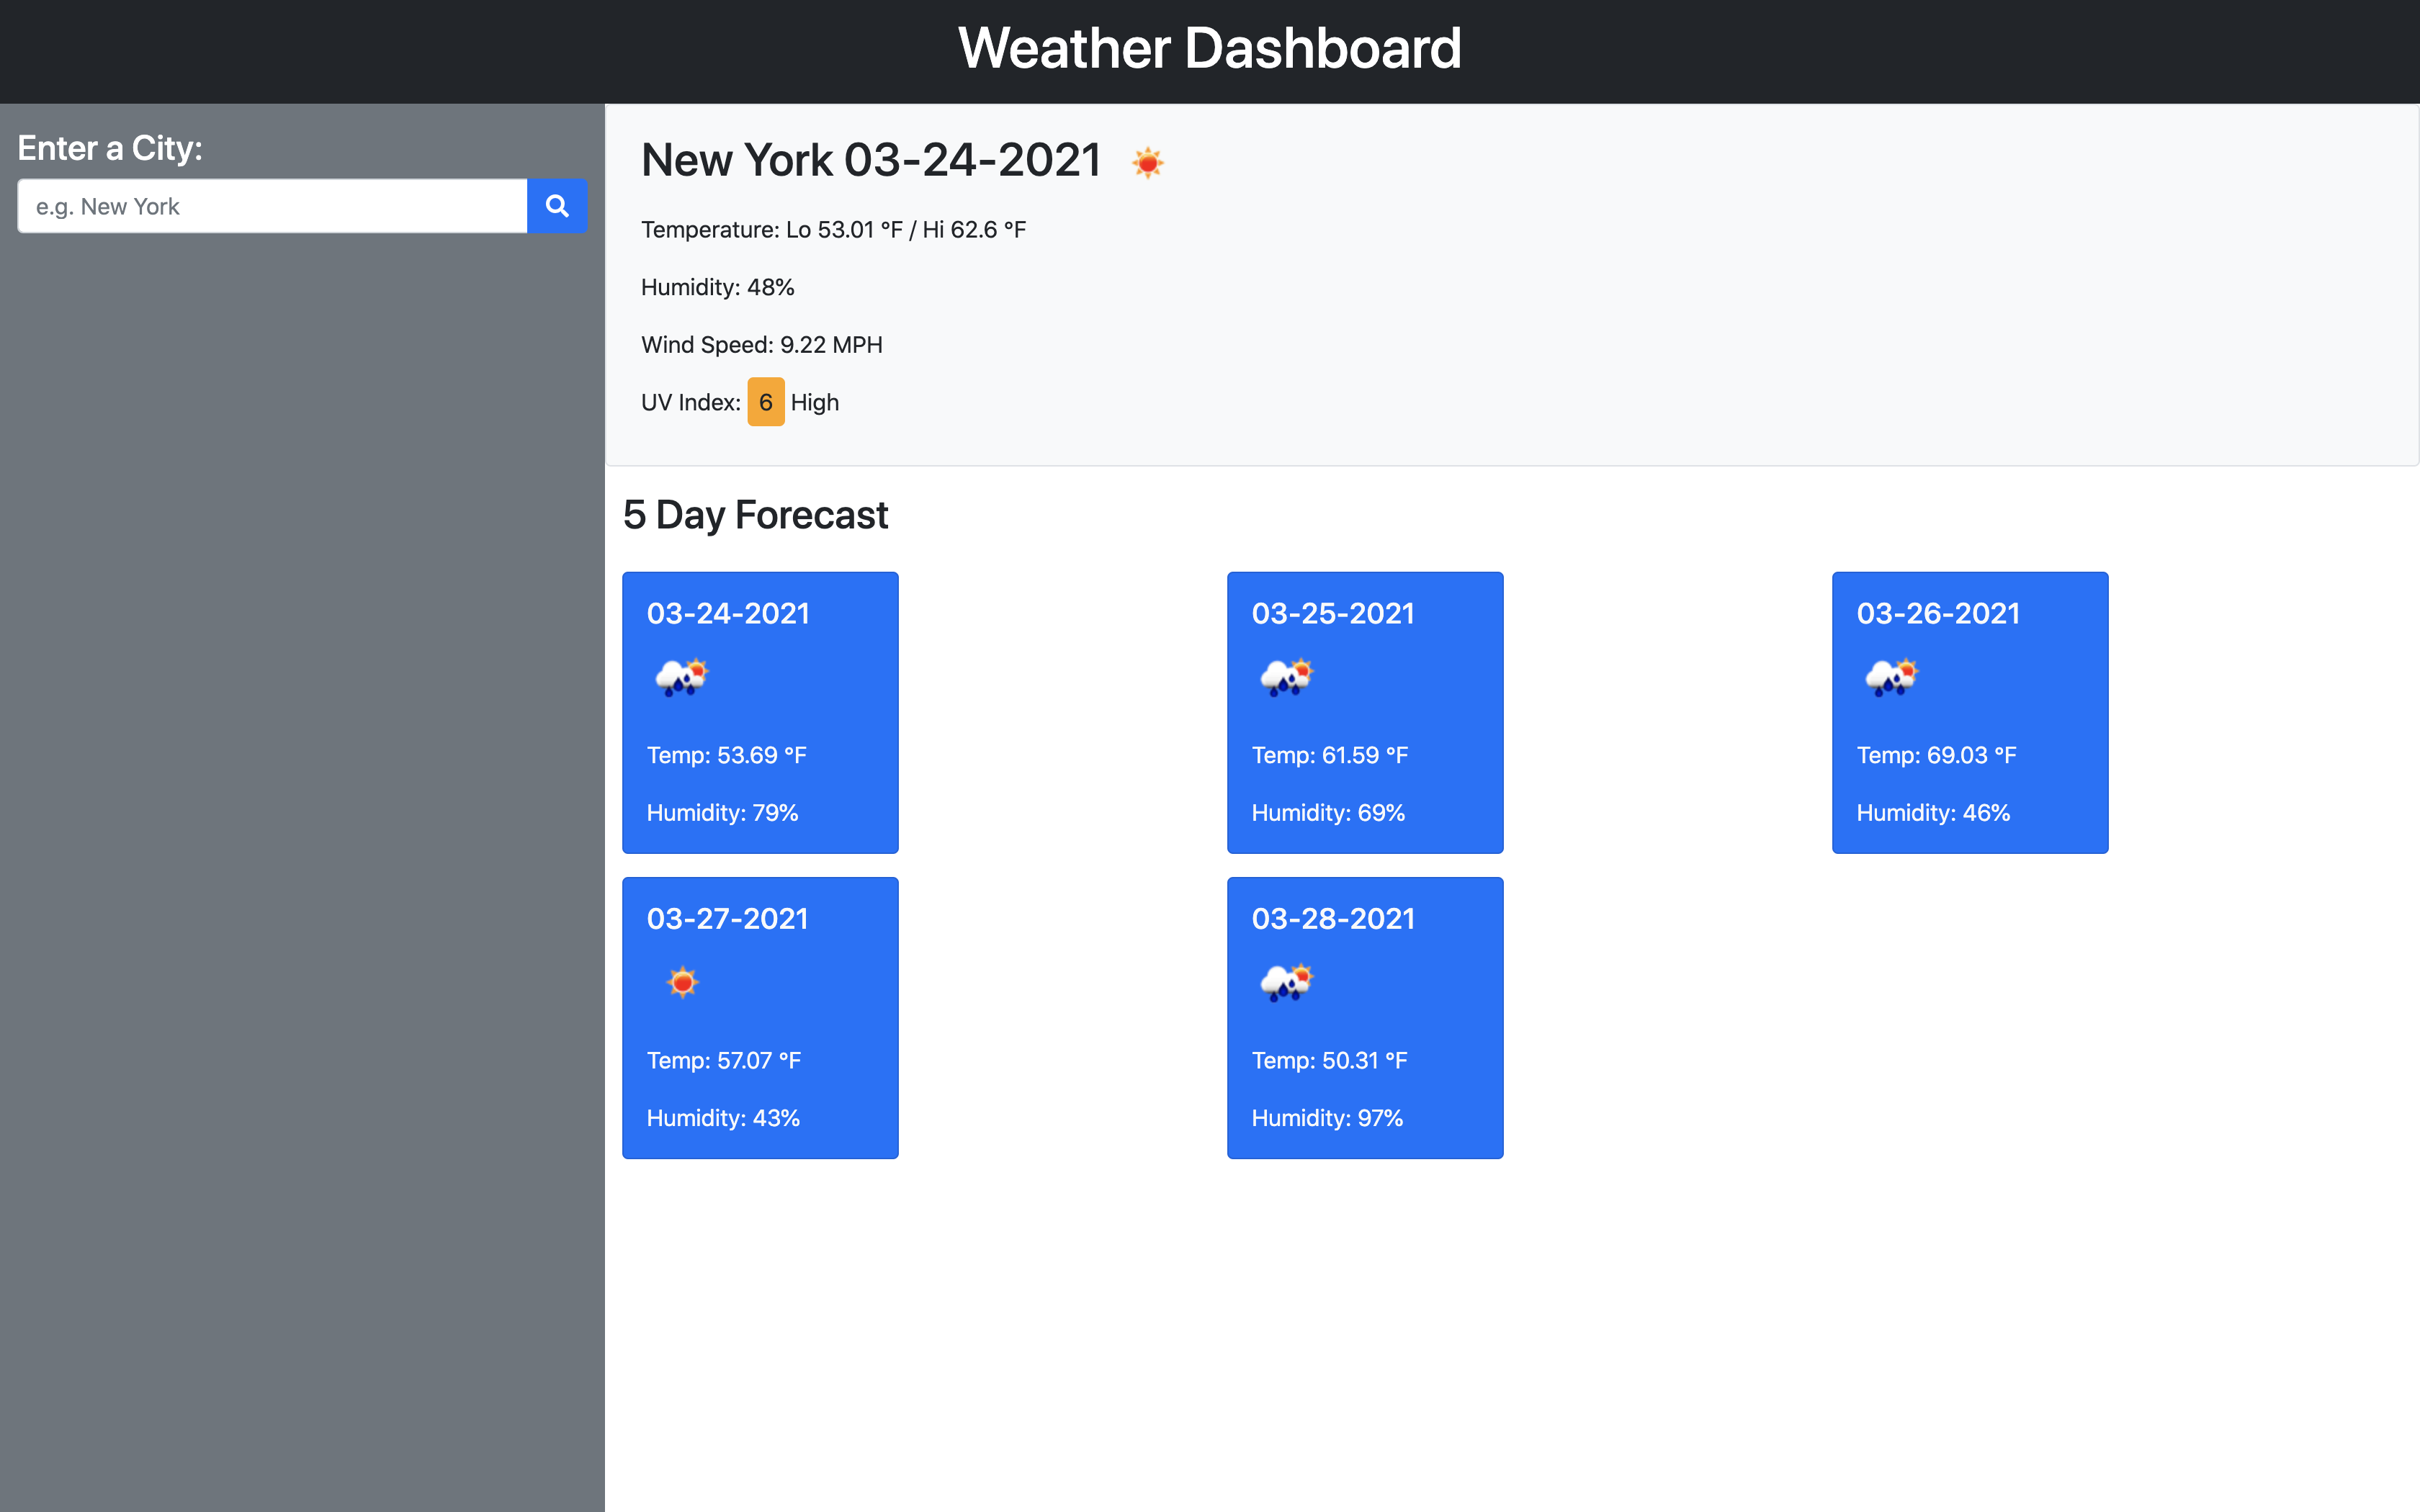 Weather Dashboard
Enter a City:
e.g. New York
New York 03-24-2021
Temperature: Lo 53.01 °F / Hi 62.6 °F
Humidity: 48%
Wind Speed: 9.22 MPH
UV Index: 6 High
5 Day Forecast
03-24-2021
Temp: 53.69 °F
Humidity: 79%
03-25-2021
Temp: 61.59 °F
Humidity: 69%
03-26-2021
Temp: 69.03 °F
Humidity: 46%
03-27-2021
Temp: 57.07 °F
Humidity: 43%
03-28-2021
Temp: 50.31 °F
Humidity: 97%